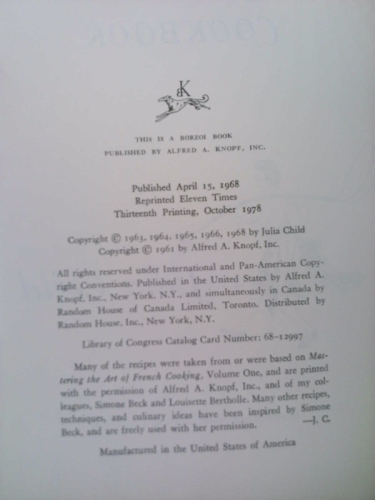 COOKBOOK
BK
THIS IS A BORZOI BOOK
PUBLISHED BY ALFRED A. KNOPF, INC.
Published April 15, 1968
Reprinted Eleven Times
Thirteenth Printing, October 1978
Copyright © 1963, 1964, 1965, 1966, 1968 by Julia Child
Copyright © 1961 by Alfred A. Knopf, Inc.
All rights reserved under International and Pan-American Copy-
right Conventions. Published in the United States by Alfred A.
Knopf, Inc., New York, N.Y., and simultaneously in Canada by
Random House of Canada Limited, Toronto. Distributed by
Random House, Inc., New York, N.Y.
Library of Congress Catalog Card Number: 68-12997
Many of the recipes were taken from or were based on Mas-
tering the Art of French Cooking, Volume One, and are printed
with the permission of Alfred A. Knopf, Inc., and of my col-
leagues, Simone Beck and Louisette Bertholle. Many other recipes,
techniques, and culinary ideas have been inspired by Simone
Beck, and are freely used with her permission. —J. C.
Manufactured in the United States of America